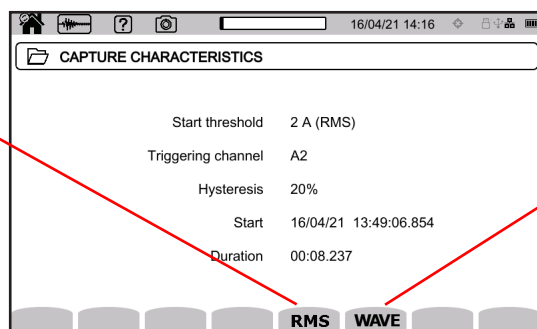 ? 16/04/21 14:16
CAPTURE CHARACTERISTICS
Start threshold 2 A (RMS)
Triggering channel A2
Hysteresis 20%
Start 16/04/21 13:49:06.854
Duration 00:08.237
RMS WAVE